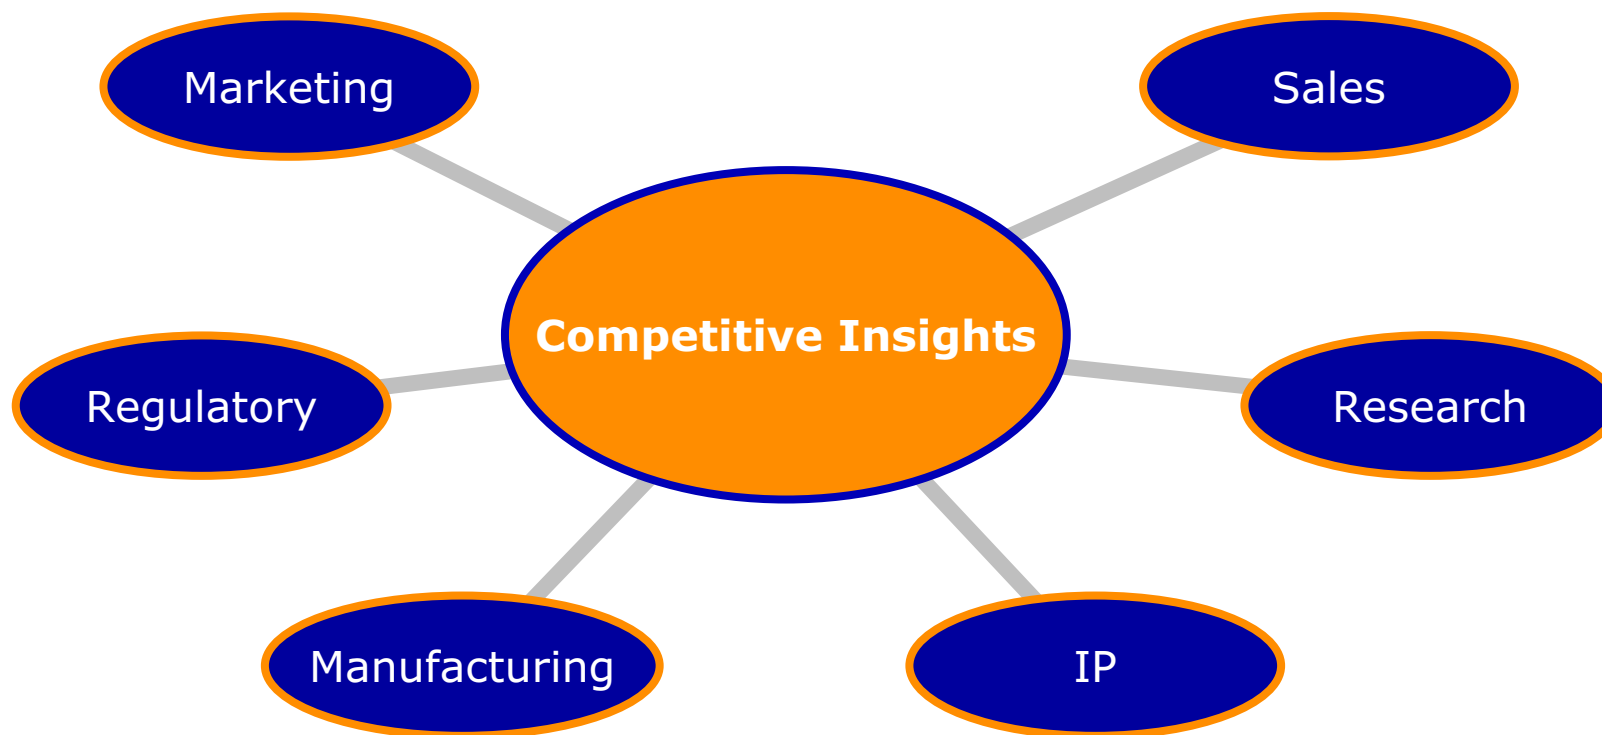 Marketing
Sales
Competitive Insights
Regulatory
Research
Manufacturing
IP